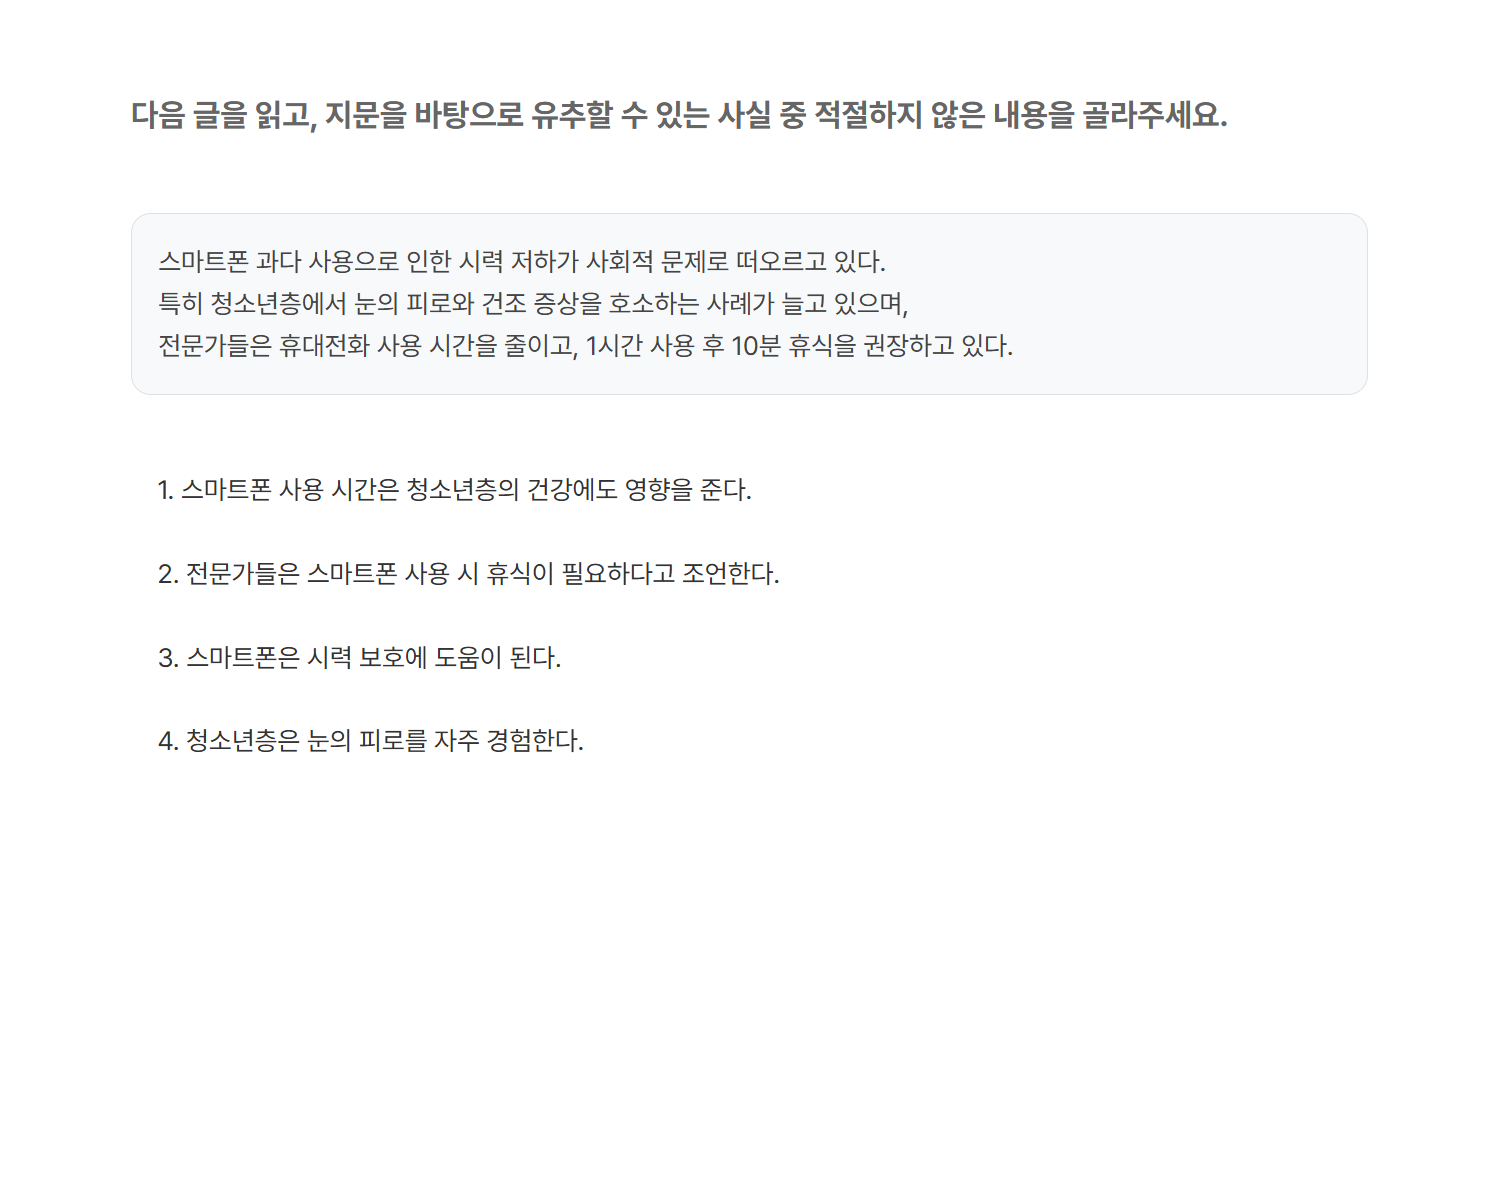 다음 글을 읽고, 지문을 바탕으로 유추할 수 있는 사실 중 적절하지 않은 내용을 골라주세요.
스마트폰 과다 사용으로 인한 시력 저하가 사회적 문제로 떠오르고 있다.
특히 청소년층에서 눈의 피로와 건조 증상을 호소하는 사례가 늘고 있으며,
전문가들은 휴대전화 사용 시간을 줄이고, 1시간 사용 후 10분 휴식을 권장하고 있다.
1. 스마트폰 사용 시간은 청소년층의 건강에도 영향을 준다.
2. 전문가들은 스마트폰 사용 시 휴식이 필요하다고 조언한다.
3. 스마트폰은 시력 보호에 도움이 된다.
4. 청소년층은 눈의 피로를 자주 경험한다.